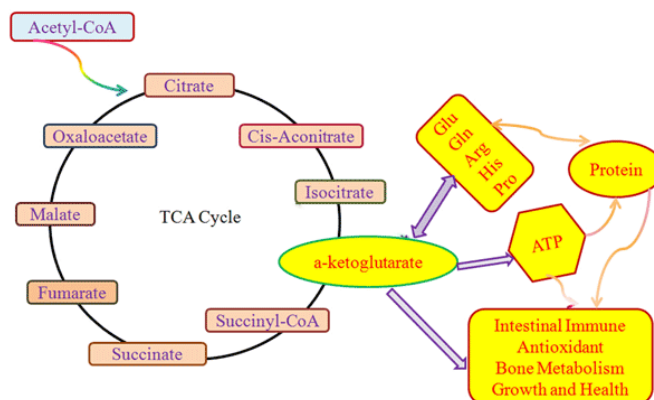 Acetyl-CoA
Citrate
Oxaloacetate
Cis-Aconitrate
Malate
TCA Cycle
Isocitrate
Fumarate
a-ketoglutarate
Succinyl-CoA
Succinate
Glu
Gln
Arg
His
Pro
Protein
ATP
Intestinal Immune
Antioxidant
Bone Metabolism
Growth and Health